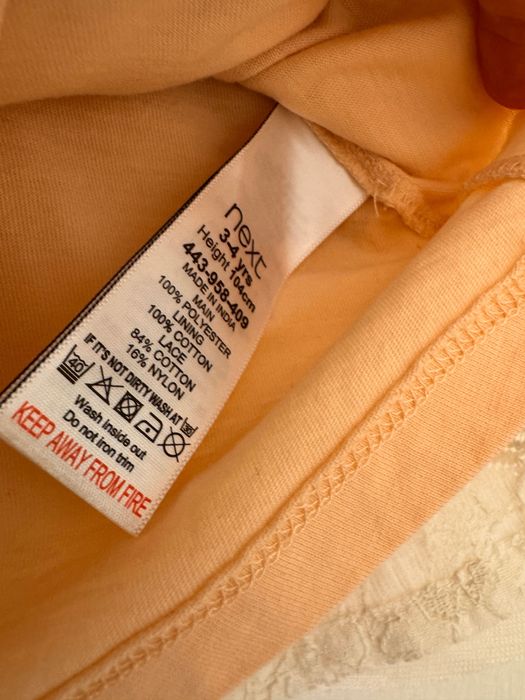 next
3-4 yrs
Height 104cm
443-958-409
MADE IN INDIA
MAIN
100% POLYESTER
LINING
100% COTTON
LACE
84% COTTON
16% NYLON
IF IT'S NOT DIRTY WASH AT 30
40
Wash inside out
Do not iron trim
KEEP AWAY FROM FIRE